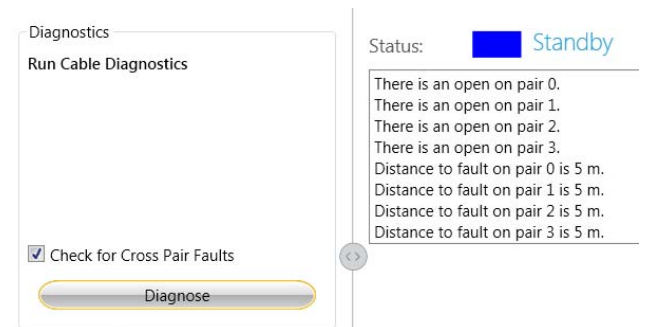 Diagnostics
Run Cable Diagnostics
Check for Cross Pair Faults
Diagnose
Status:
Standby
There is an open on pair 0.
There is an open on pair 1.
There is an open on pair 2.
There is an open on pair 3.
Distance to fault on pair 0 is 5 m.
Distance to fault on pair 1 is 5 m.
Distance to fault on pair 2 is 5 m.
Distance to fault on pair 3 is 5 m.